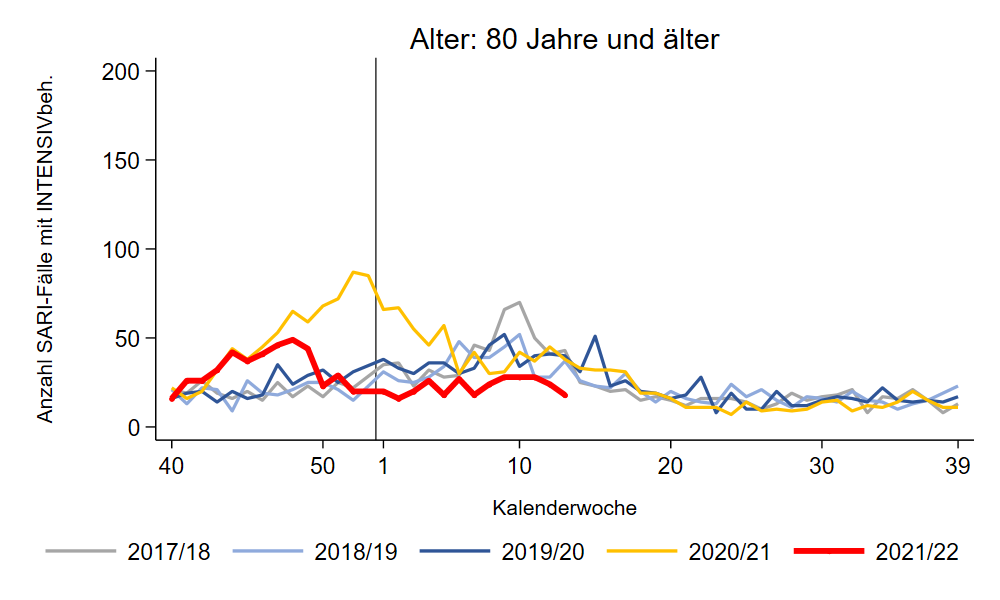 Alter: 80 Jahre und älter
Anzahl SARI-Fälle mit INTENSIVbeh.
200
150
100
50
0
40 50 1 10 20 30 39
Kalenderwoche
2017/18 2018/19 2019/20 2020/21 2021/22